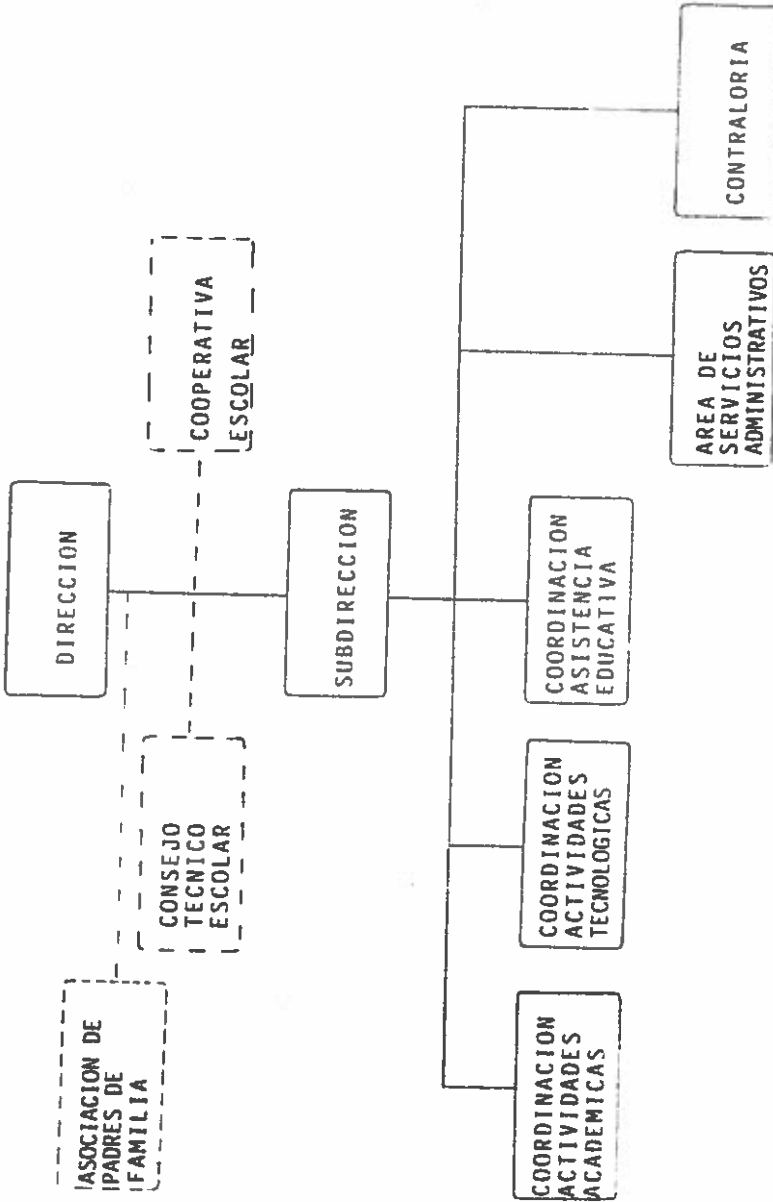 DIRECCION
ASOCIACION DE
PADRES DE
FAMILIA
CONSEJO
TECNICO
ESCOLAR
COOPERATIVA
ESCOLAR
SUBDIRECCION
COORDINACION
ACTIVIDADES
ACADEMICAS
COORDINACION
ACTIVIDADES
TECNOLOGICAS
COORDINACION
ASISTENCIA
EDUCATIVA
AREA DE
SERVICIOS
ADMINISTRATIVOS
CONTRALORIA